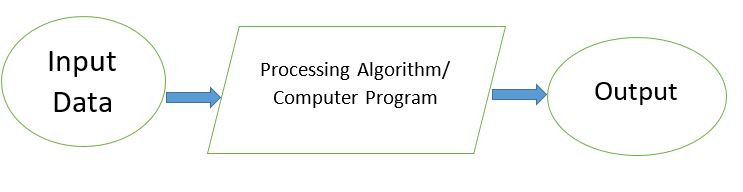 Input
Data
Processing Algorithm/
Computer Program
Output